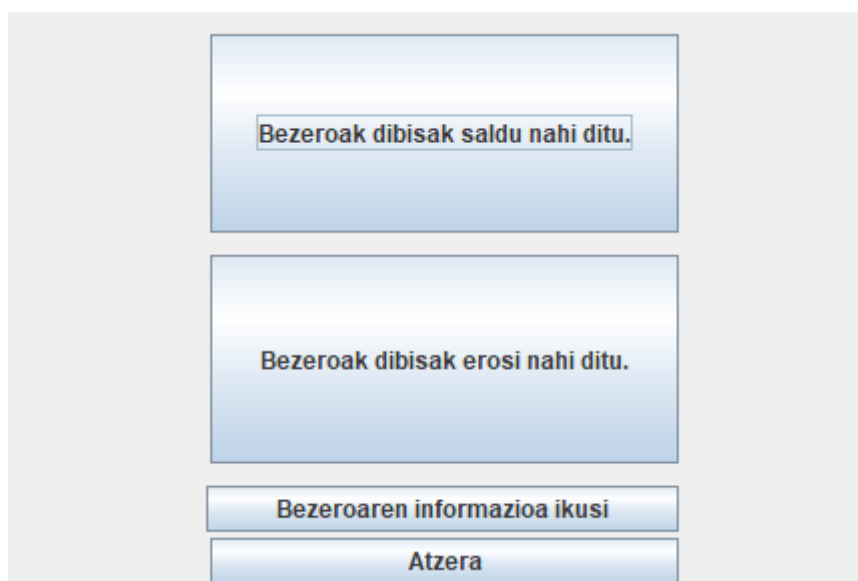 Bezeroak dibisak saldu nahi ditu.
Bezeroak dibisak erosi nahi ditu.
Bezeroaren informazioa ikusi
Atzera